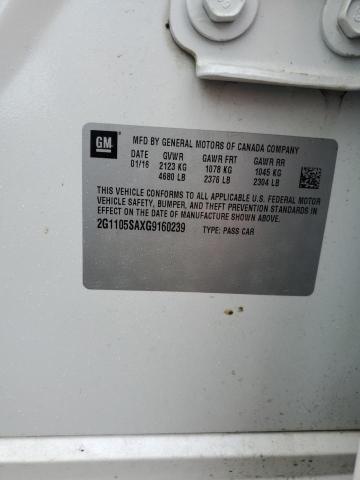 GM
MFD BY GENERAL MOTORS OF CANADA COMPANY
DATE GVWR GAWR FRT GAWR RR
01/16 2123 KG 1078 KG 1045 KG
4680 LB 2376 LB 2304 LB
THIS VEHICLE CONFORMS TO ALL APPLICABLE U.S. FEDERAL MOTOR
VEHICLE SAFETY, BUMPER, AND THEFT PREVENTION STANDARDS IN
EFFECT ON THE DATE OF MANUFACTURE SHOWN ABOVE.
2G1105SAXG9160239 TYPE: PASS CAR